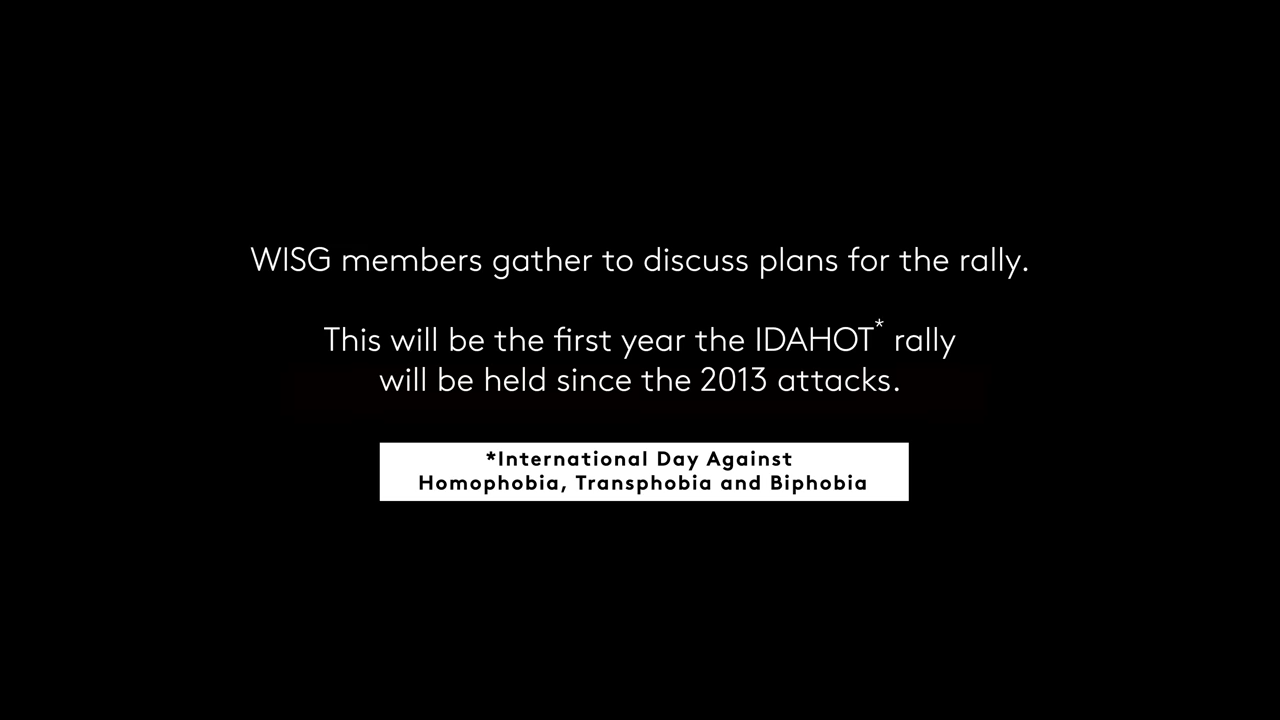 WISG members gather to discuss plans for the rally.
This will be the first year the IDAHOT* rally
will be held since the 2013 attacks.
*International Day Against
Homophobia, Transphobia and Biphobia